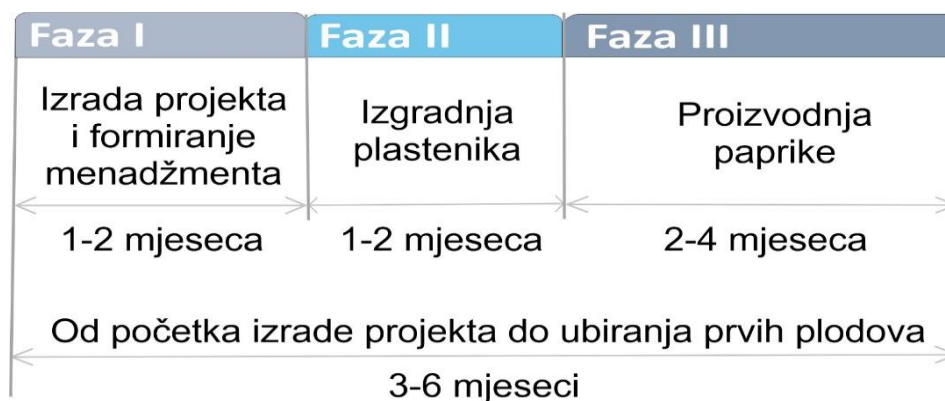 Faza I
Faza II
Faza III
Izrada projekta
i formiranje
menadžmenta
Izgradnja
plastenika
Proizvodnja
paprike
1-2 mjeseca
1-2 mjeseca
2-4 mjeseca
Od početka izrade projekta do ubiranja prvih plodova
3-6 mjeseci